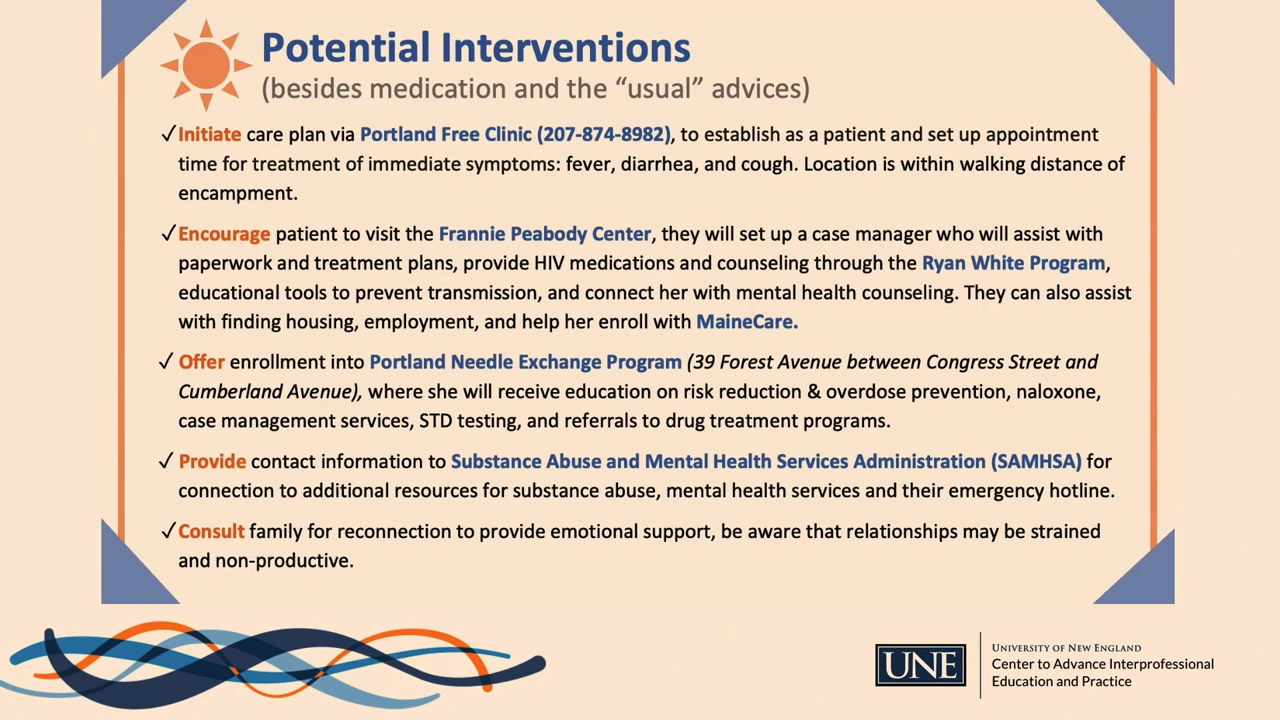 Potential Interventions
(besides medication and the “usual” advices)
✓Initiate care plan via Portland Free Clinic (207-874-8982), to establish as a patient and set up appointment
time for treatment of immediate symptoms: fever, diarrhea, and cough. Location is within walking distance of
encampment.
✓Encourage patient to visit the Frannie Peabody Center, they will set up a case manager who will assist with
paperwork and treatment plans, provide HIV medications and counseling through the Ryan White Program,
educational tools to prevent transmission, and connect her with mental health counseling. They can also assist
with finding housing, employment, and help her enroll with MaineCare.
✓ Offer enrollment into Portland Needle Exchange Program (39 Forest Avenue between Congress Street and
Cumberland Avenue), where she will receive education on risk reduction & overdose prevention, naloxone,
case management services, STD testing, and referrals to drug treatment programs.
✓ Provide contact information to Substance Abuse and Mental Health Services Administration (SAMHSA) for
connection to additional resources for substance abuse, mental health services and their emergency hotline.
✓Consult family for reconnection to provide emotional support, be aware that relationships may be strained
and non-productive.
UNE
UNIVERSITY OF NEW ENGLAND
Center to Advance Interprofessional
Education and Practice